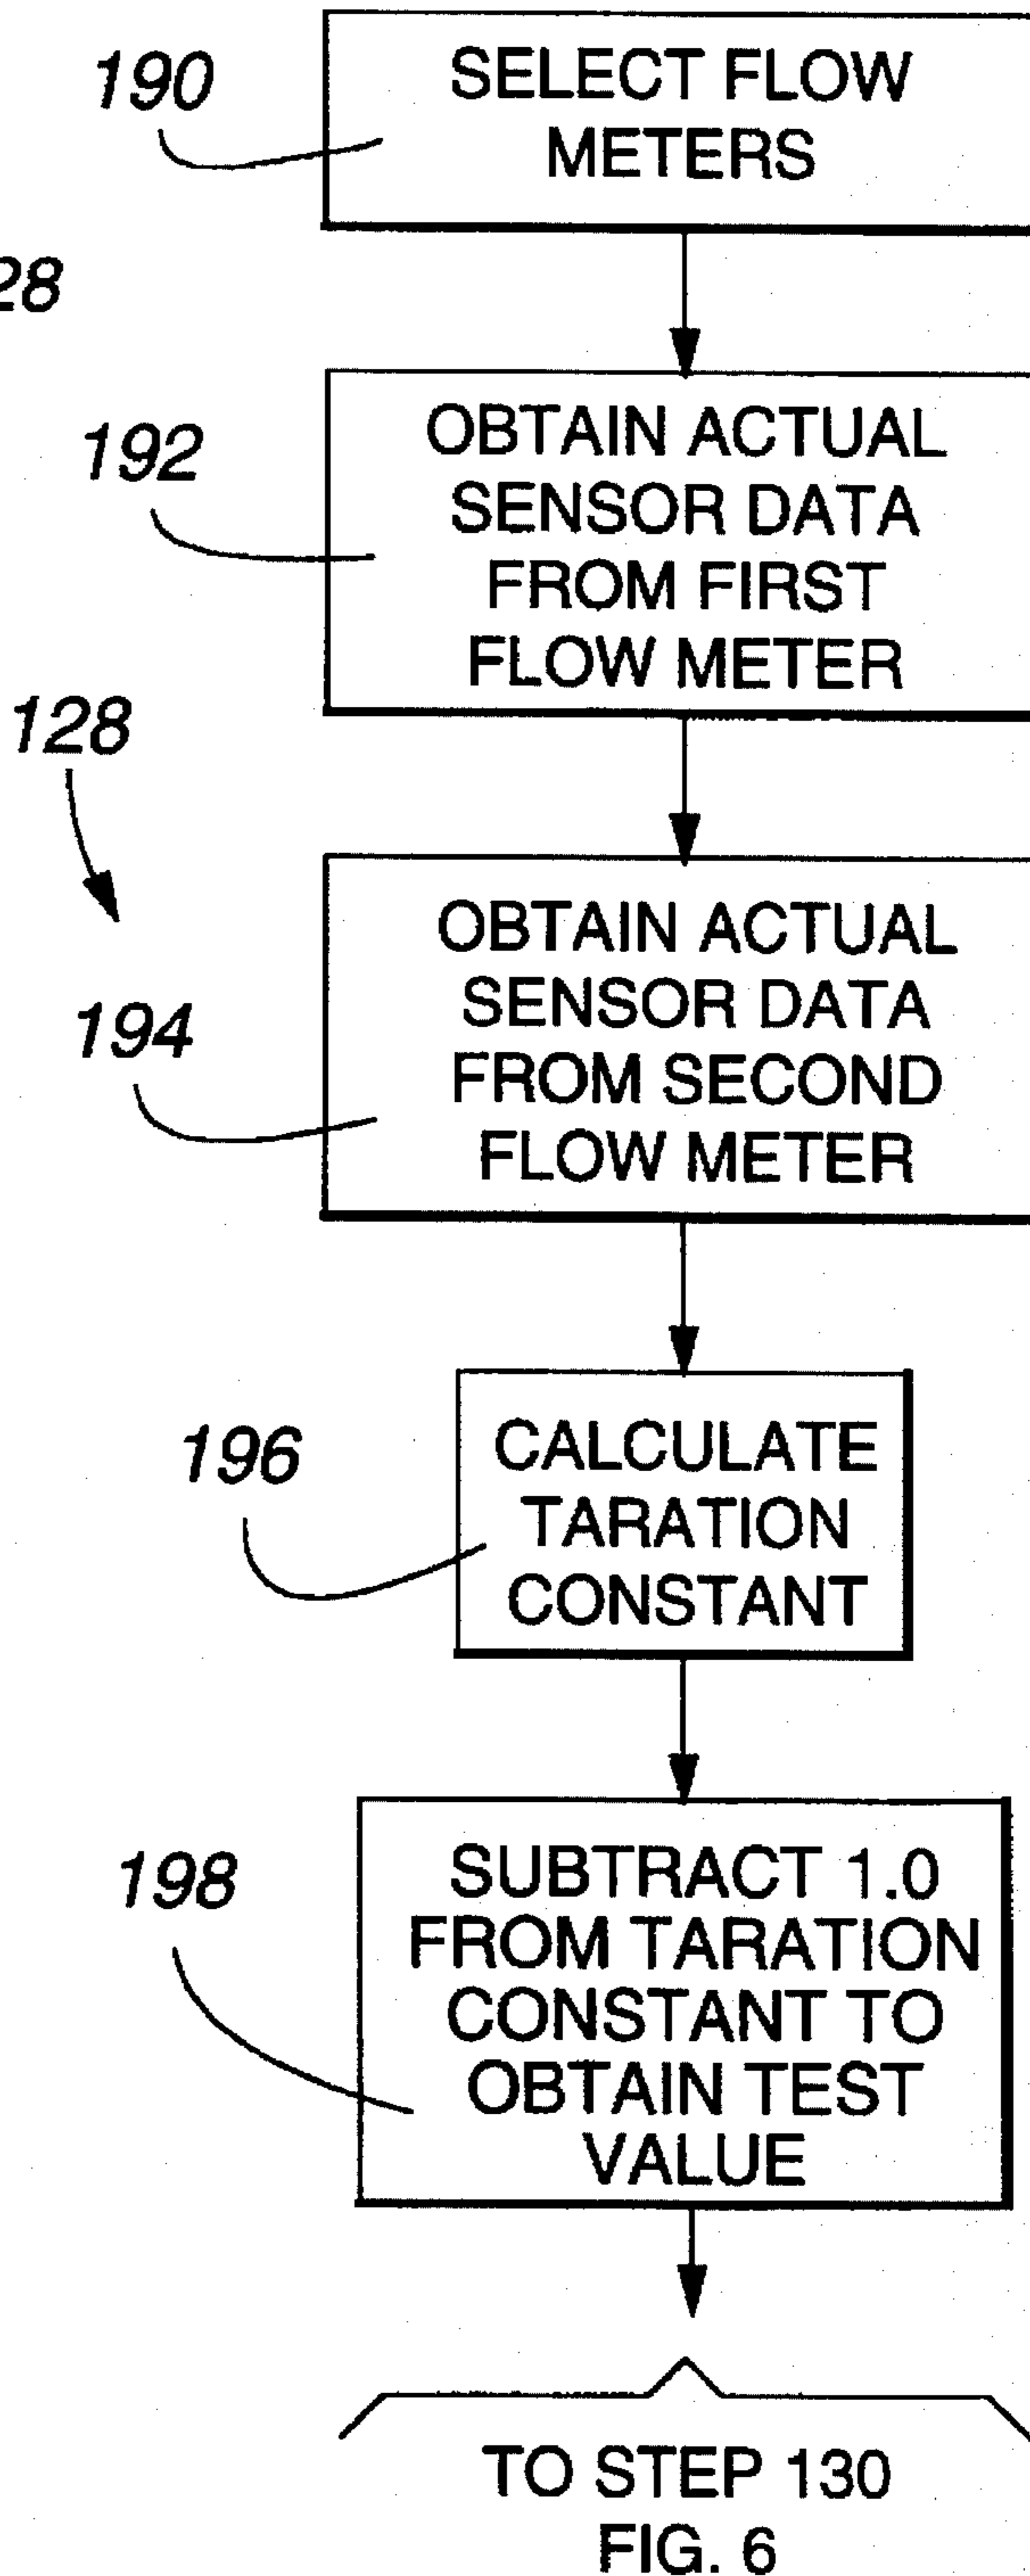 190
SELECT FLOW
METERS
28
192
OBTAIN ACTUAL
SENSOR DATA
FROM FIRST
FLOW METER
128
194
OBTAIN ACTUAL
SENSOR DATA
FROM SECOND
FLOW METER
196
CALCULATE
TARATION
CONSTANT
198
SUBTRACT 1.0
FROM TARATION
CONSTANT TO
OBTAIN TEST
VALUE
TO STEP 130
FIG. 6